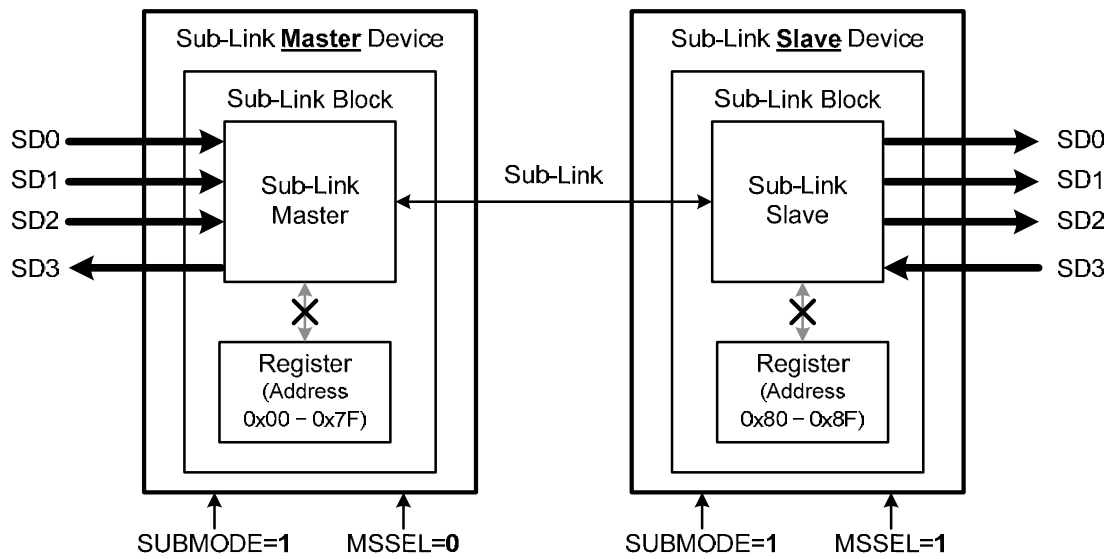 Sub-Link Master Device
Sub-Link Block
SD0
SD1
SD2
SD3
Sub-Link
Master
Register
(Address
0x00 – 0x7F)
SUBMODE=1
MSSEL=0
Sub-Link
Sub-Link Slave Device
Sub-Link Block
Sub-Link
Slave
SD0
SD1
SD2
SD3
Register
(Address
0x80 – 0x8F)
SUBMODE=1
MSSEL=1